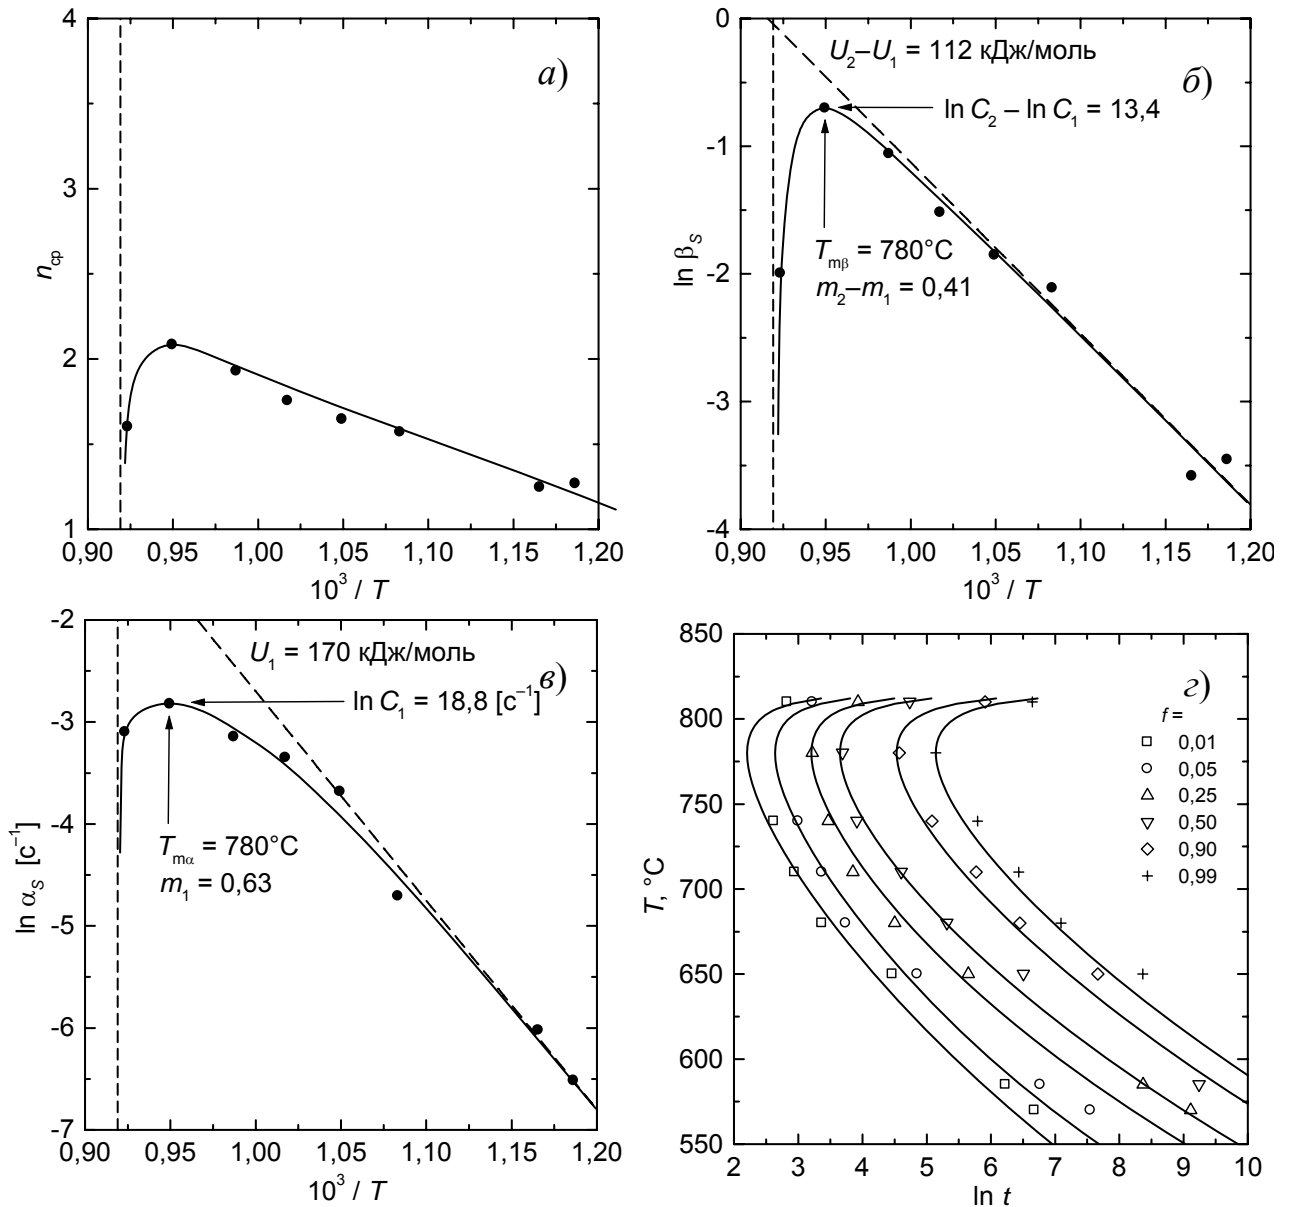 4
3
2
1
n_ср
0,90 0,95 1,00 1,05 1,10 1,15 1,20
10³ / T
а)
0
-1
-2
-3
-4
ln β_S
U₂–U₁ = 112 кДж/моль
б)
ln C₂ – ln C₁ = 13,4
T_mβ = 780°C
m₂–m₁ = 0,41
0,90 0,95 1,00 1,05 1,10 1,15 1,20
10³ / T
-2
-3
-4
-5
-6
-7
ln α_S [c⁻¹]
U₁ = 170 кДж/моль
в)
ln C₁ = 18,8 [c⁻¹]
T_mα = 780°C
m₁ = 0,63
0,90 0,95 1,00 1,05 1,10 1,15 1,20
10³ / T
850
800
750
700
650
600
550
T, °C
г)
f =
0,01
0,05
0,25
0,50
0,90
0,99
2 3 4 5 6 7 8 9 10
ln t